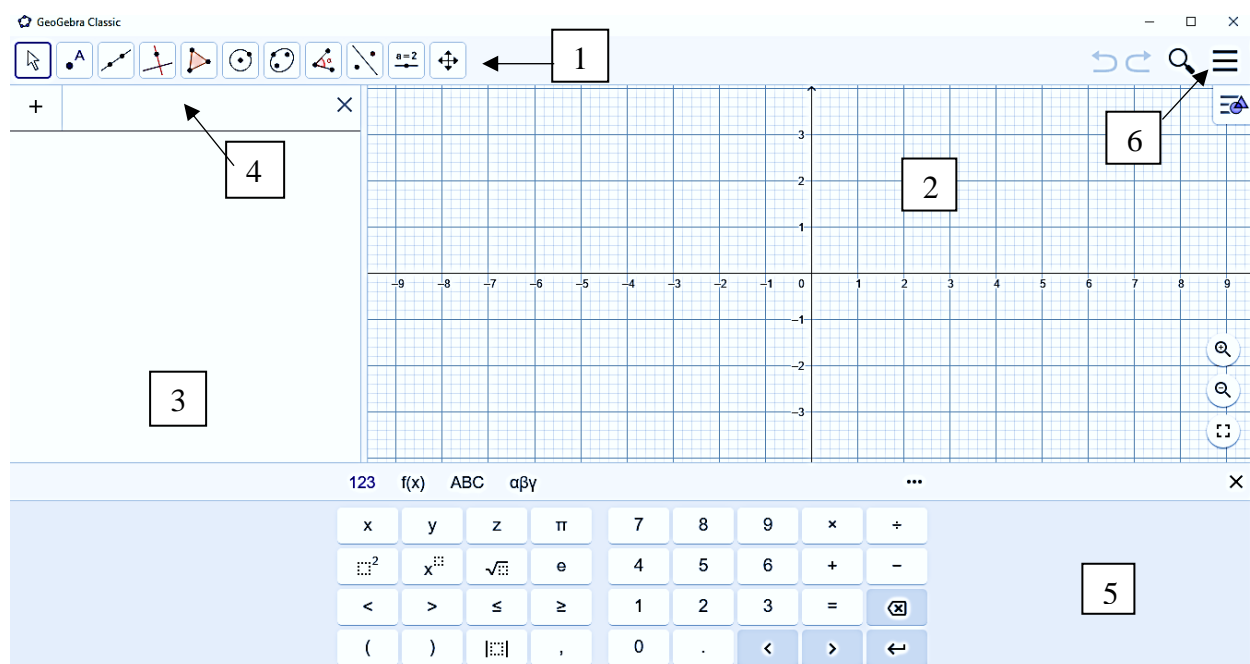 GeoGebra Classic
A
α°
a=2
1
+
4
3
2
6
3
2
1
−9 −8 −7 −6 −5 −4 −3 −2 −1 0 1 2 3 4 5 6 7 8 9
−1
−2
−3
123 f(x) ABC αβγ ...
x y z π 7 8 9 × ÷
2 x √ e 4 5 6 + −
< > ≤ ≥ 1 2 3 =
( ) | | , 0 . < >
5